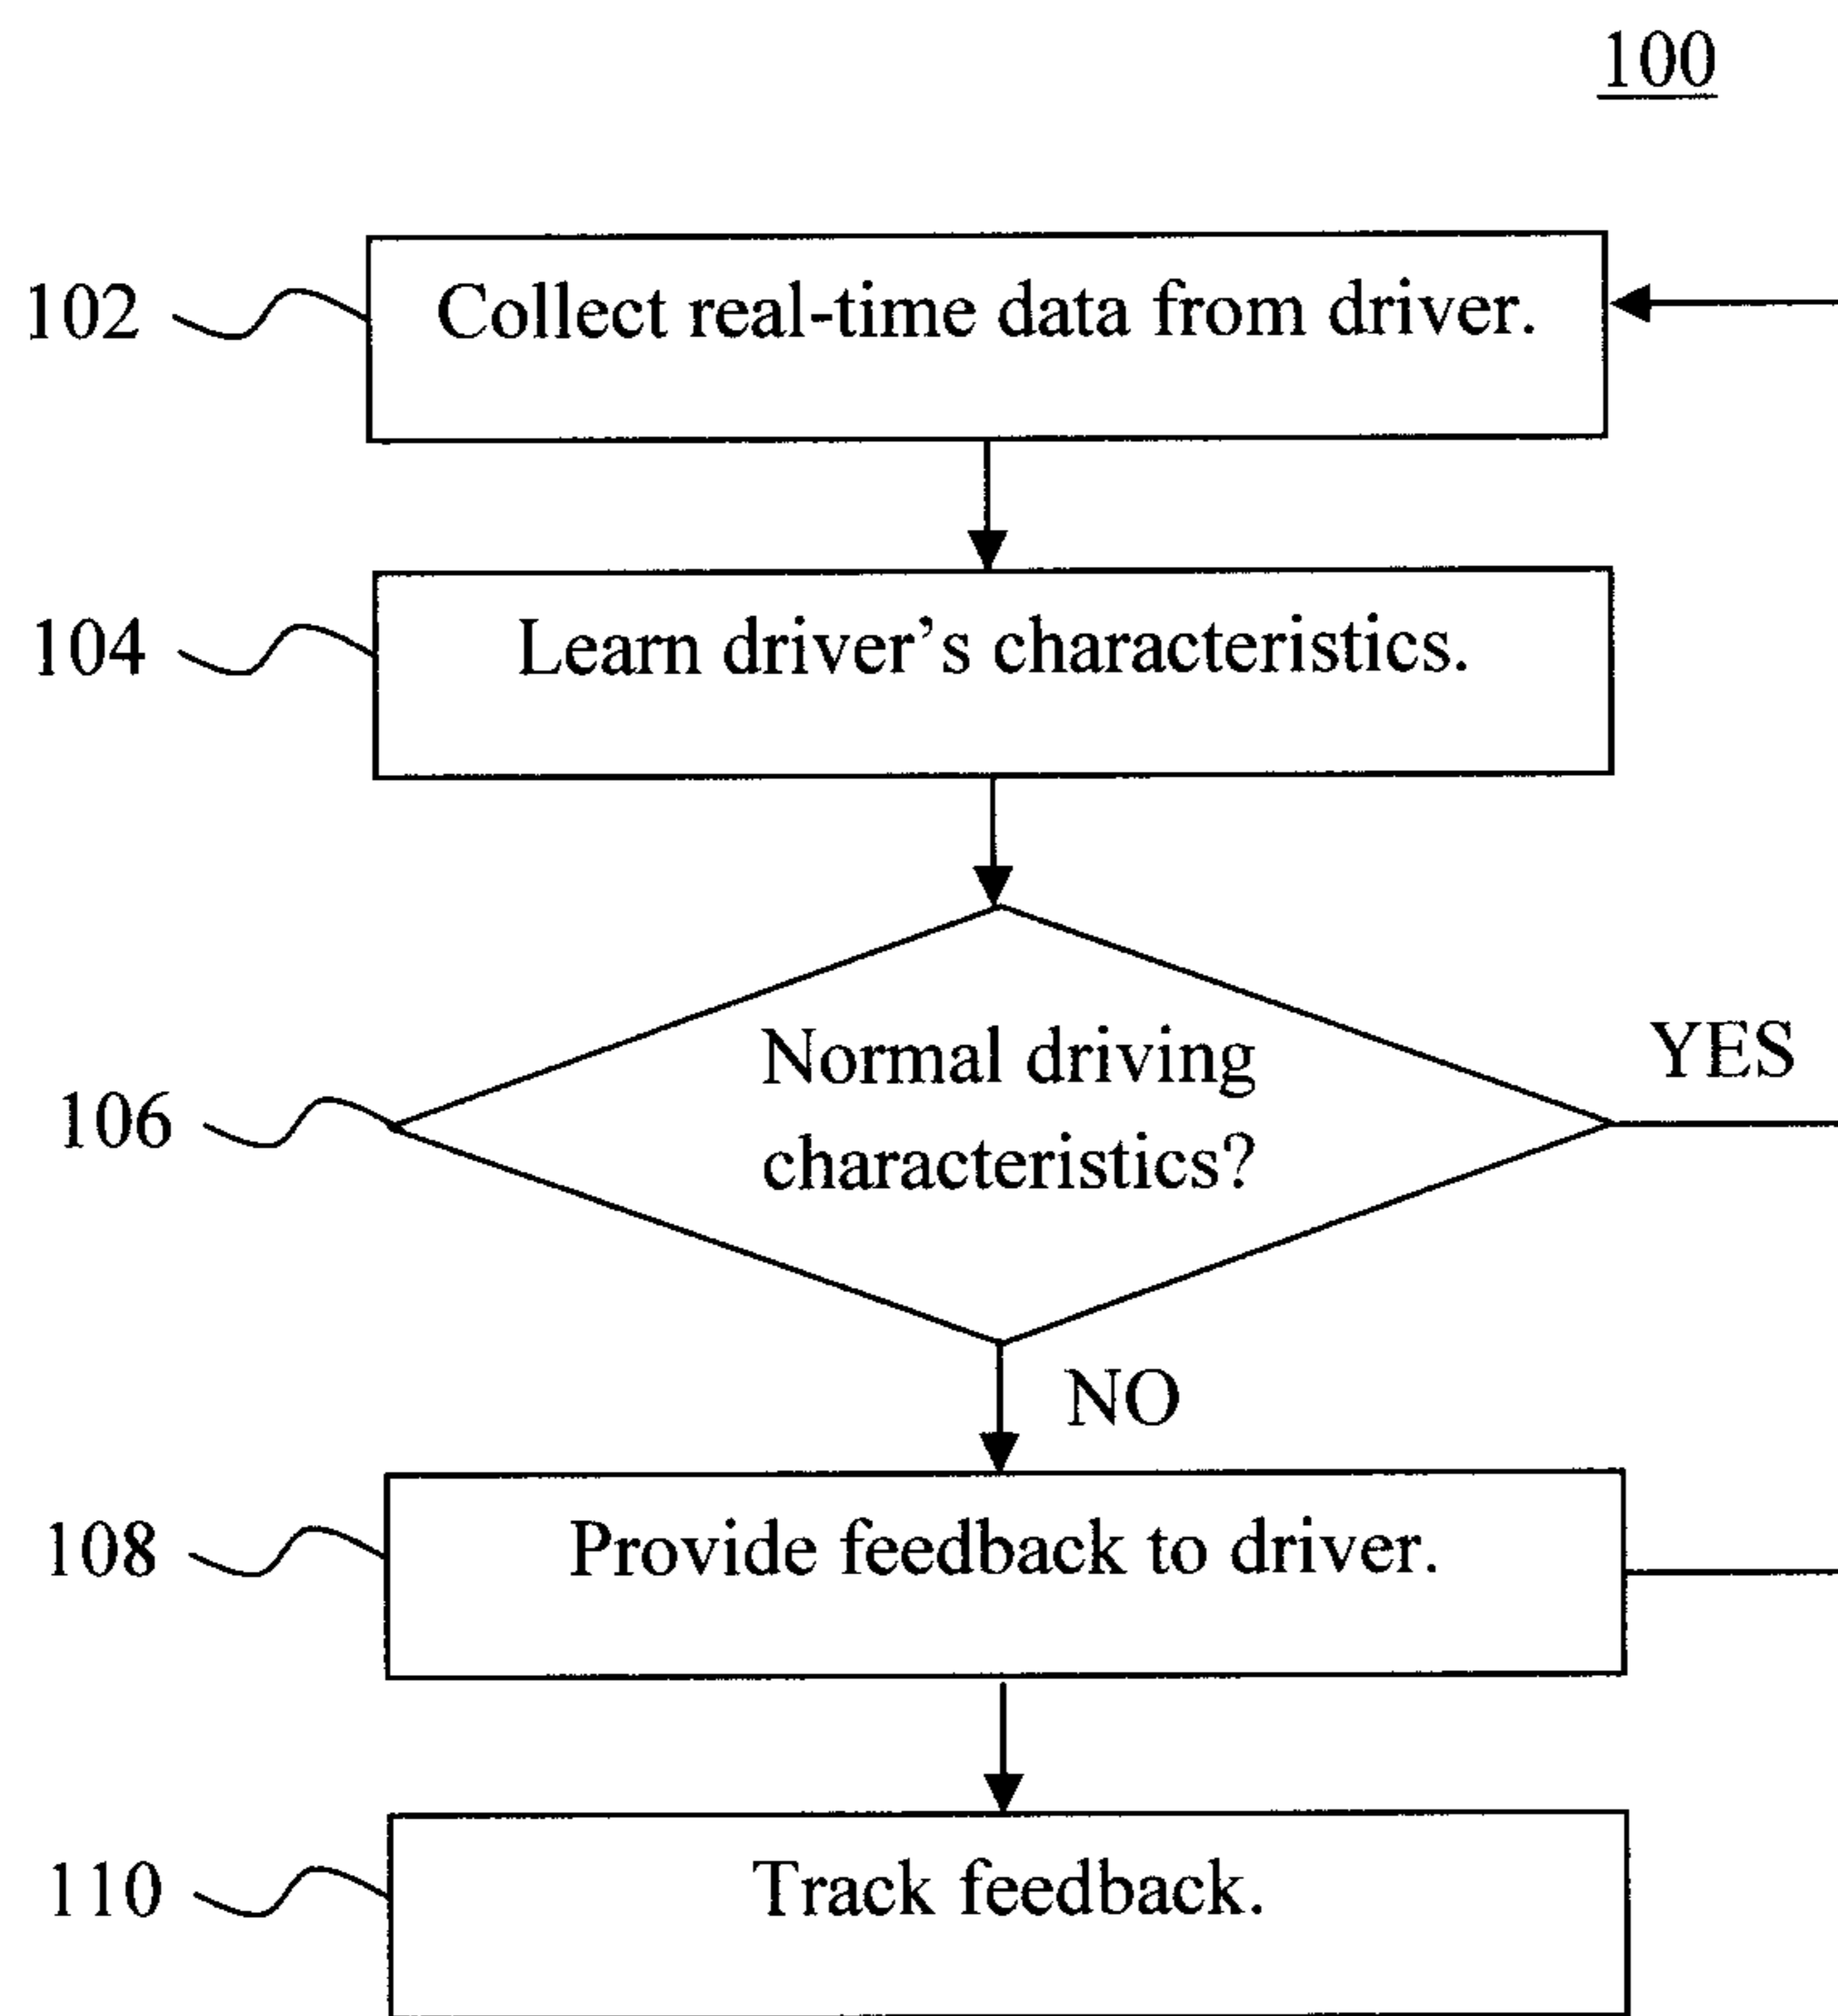 100
102
Collect real-time data from driver.
104
Learn driver’s characteristics.
106
Normal driving
characteristics?
YES
NO
108
Provide feedback to driver.
110
Track feedback.